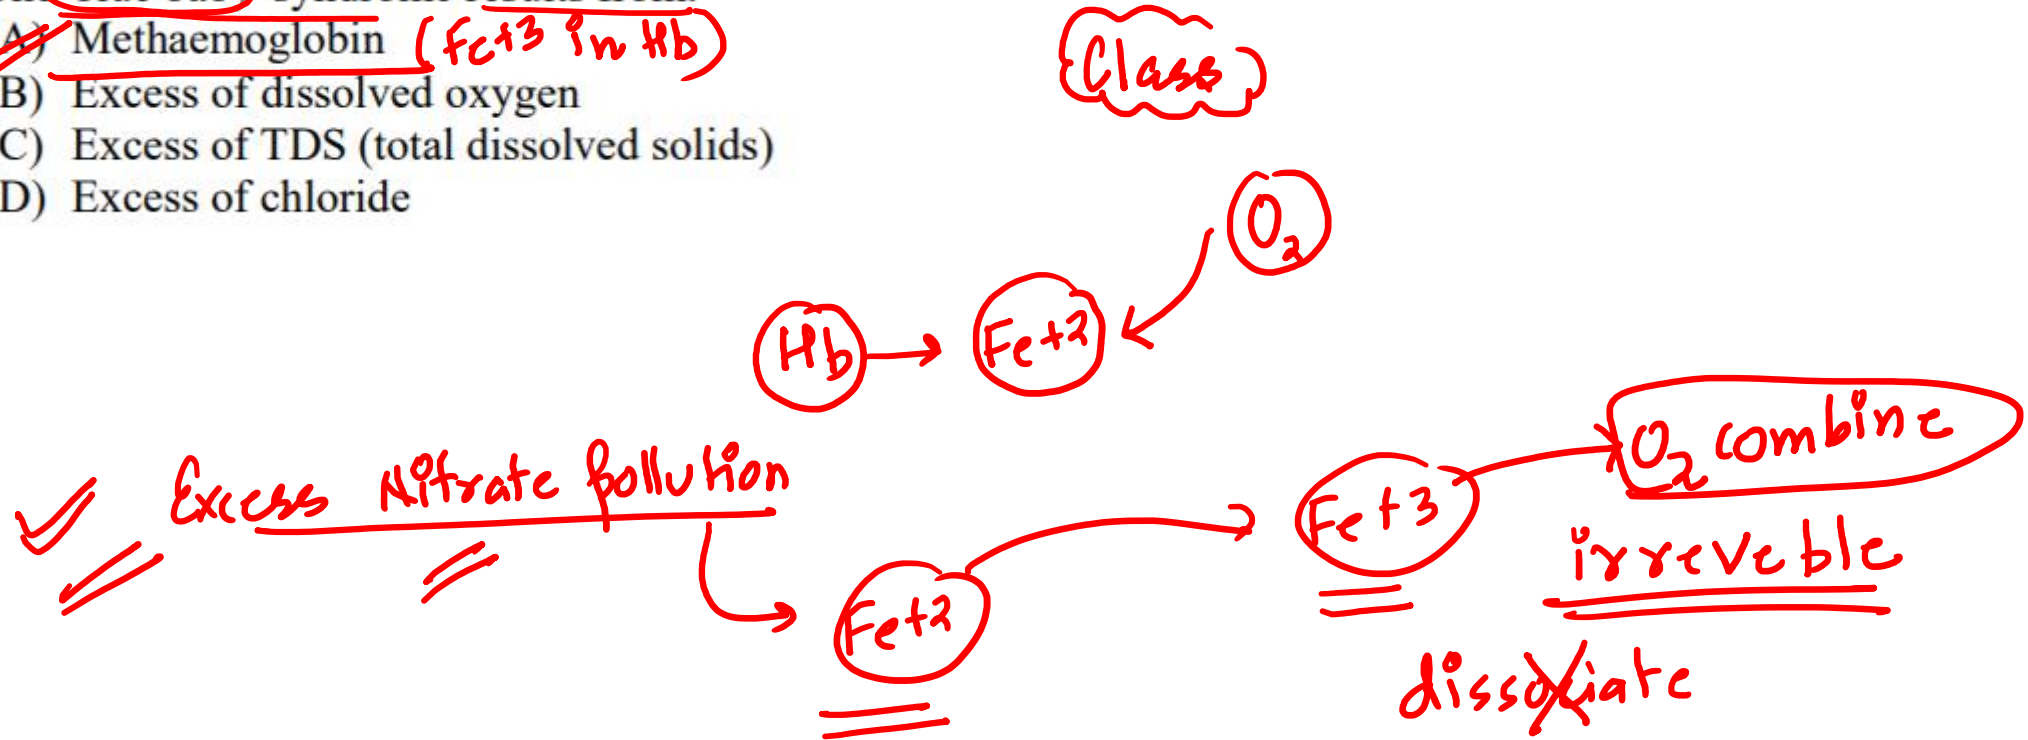 A) Methaemoglobin (Fe+3 in Hb)
B) Excess of dissolved oxygen
C) Excess of TDS (total dissolved solids)
D) Excess of chloride
Class
O2
Hb → Fe+2
Excess Nitrate pollution
Fe+2
Fe+3
O2 combine
irreveble
dissociate